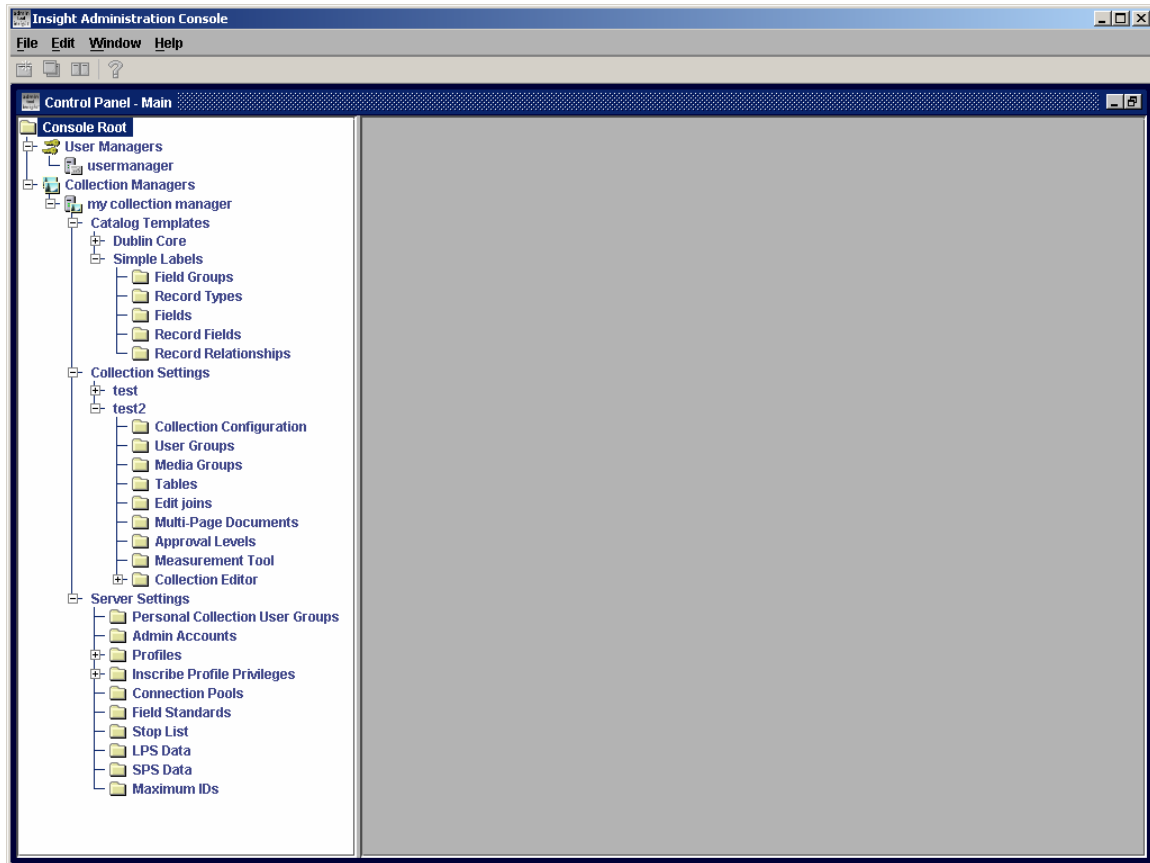 Insight Administration Console
File Edit Window Help
Control Panel - Main
Console Root
User Managers
usermanager
Collection Managers
my collection manager
Catalog Templates
Dublin Core
Simple Labels
Field Groups
Record Types
Fields
Record Fields
Record Relationships
Collection Settings
test
test2
Collection Configuration
User Groups
Media Groups
Tables
Edit joins
Multi-Page Documents
Approval Levels
Measurement Tool
Collection Editor
Server Settings
Personal Collection User Groups
Admin Accounts
Profiles
Inscribe Profile Privileges
Connection Pools
Field Standards
Stop List
LPS Data
SPS Data
Maximum IDs